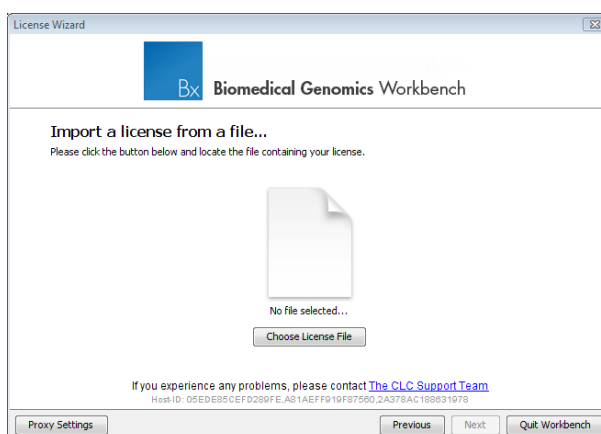 License Wizard
Bx Biomedical Genomics Workbench
Import a license from a file...
Please click the button below and locate the file containing your license.
No file selected...
Choose License File
If you experience any problems, please contact The CLC Support Team
Host-ID: 05EDE85CEFD289FE,A81AEFF919F87560,2A378AC188631978
Proxy Settings Previous Next Quit Workbench